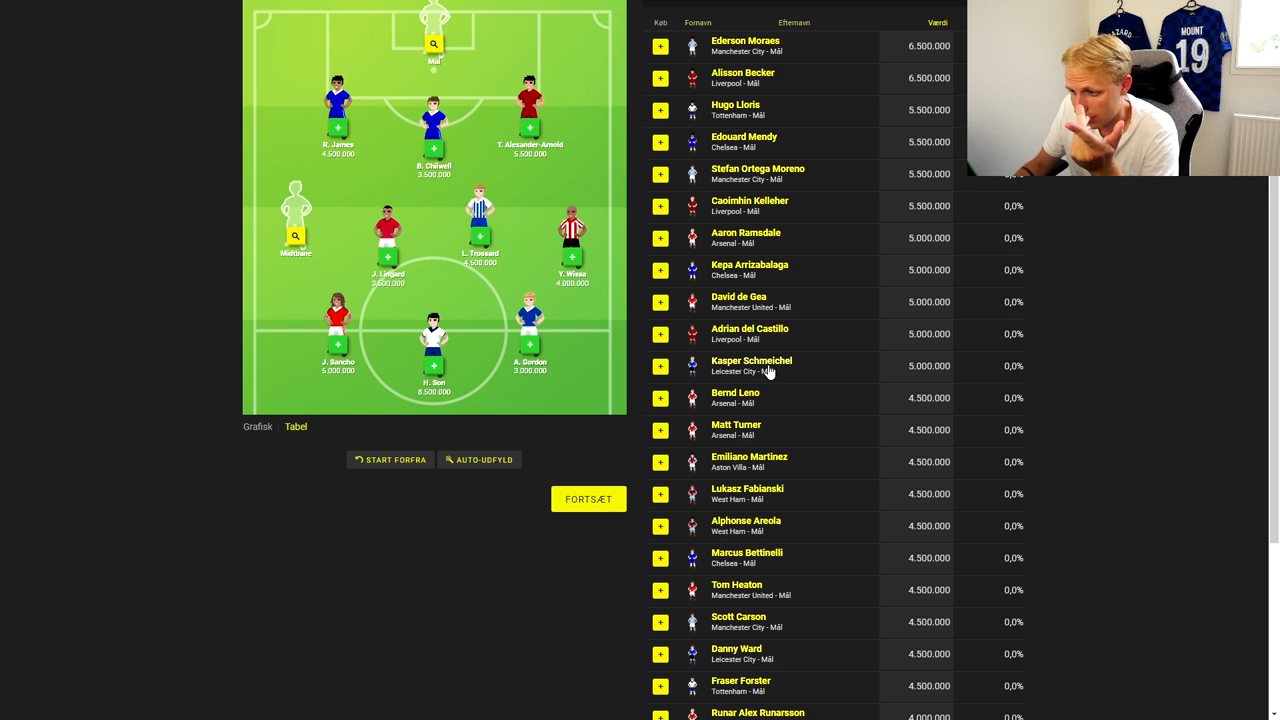 Mål
R. James
4.500.000
B. Chilwell
3.500.000
T. Alexander-Arnold
5.500.000
Midtbane
J. Lingard
3.500.000
L. Trossard
4.500.000
Y. Wissa
4.000.000
J. Sancho
5.000.000
H. Son
8.500.000
A. Gordon
3.000.000
Grafisk | Tabel
START FORFRA
AUTO-UDFYLD
FORTSÆT
Køb Fornavn Efternavn Værdi
+ Ederson Moraes 6.500.000
Manchester City - Mål
+ Alisson Becker 6.500.000
Liverpool - Mål
+ Hugo Lloris 5.500.000
Tottenham - Mål
+ Edouard Mendy 5.500.000
Chelsea - Mål
+ Stefan Ortega Moreno 5.500.000
Manchester City - Mål
+ Caoimhin Kelleher 5.000.000 0,0%
Liverpool - Mål
+ Aaron Ramsdale 5.000.000 0,0%
Arsenal - Mål
+ Kepa Arrizabalaga 5.000.000 0,0%
Chelsea - Mål
+ David de Gea 5.000.000 0,0%
Manchester United - Mål
+ Adrian del Castillo 5.000.000 0,0%
Liverpool - Mål
+ Kasper Schmeichel 5.000.000 0,0%
Leicester City -
+ Bernd Leno 4.500.000 0,0%
Arsenal - Mål
+ Matt Turner 4.500.000 0,0%
Arsenal - Mål
+ Emiliano Martinez 4.500.000 0,0%
Aston Villa - Mål
+ Lukasz Fabianski 4.500.000 0,0%
West Ham - Mål
+ Alphonse Areola 4.500.000 0,0%
West Ham - Mål
+ Marcus Bettinelli 4.500.000 0,0%
Chelsea - Mål
+ Tom Heaton 4.500.000 0,0%
Manchester United - Mål
+ Scott Carson 4.500.000 0,0%
Manchester City - Mål
+ Danny Ward 4.500.000 0,0%
Leicester City - Mål
+ Fraser Forster 4.500.000 0,0%
Tottenham - Mål
Runar Alex Runarsson 4.000.000 0,0%
MOUNT
19